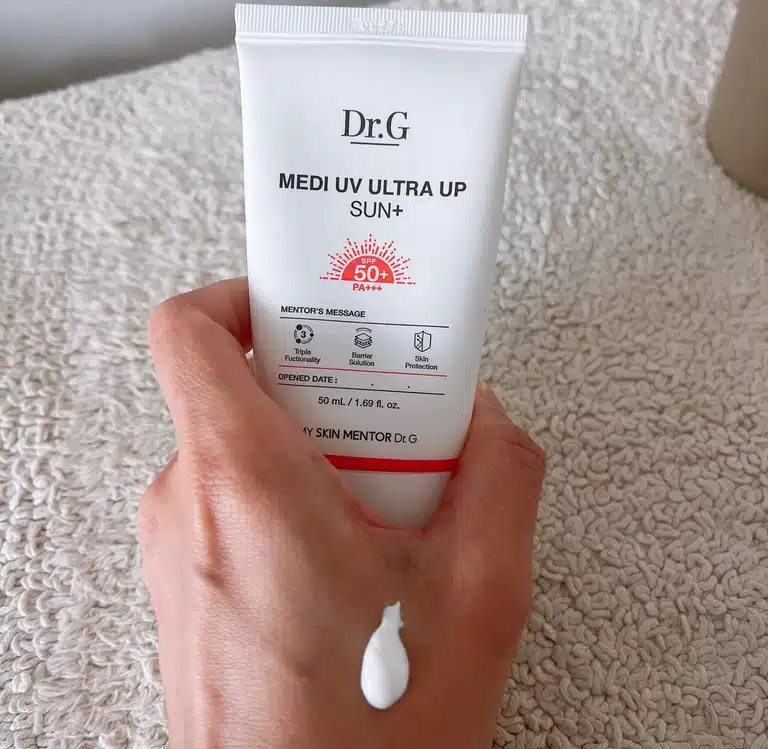 Dr.G
MEDI UV ULTRA UP
SUN+
SPF
50+
PA+++
MENTOR'S MESSAGE
3
Triple Fuctionality
Barrier Solution
Skin Protection
OPENED DATE : . .
50 mL / 1.69 fl. oz.
MY SKIN MENTOR Dr.G